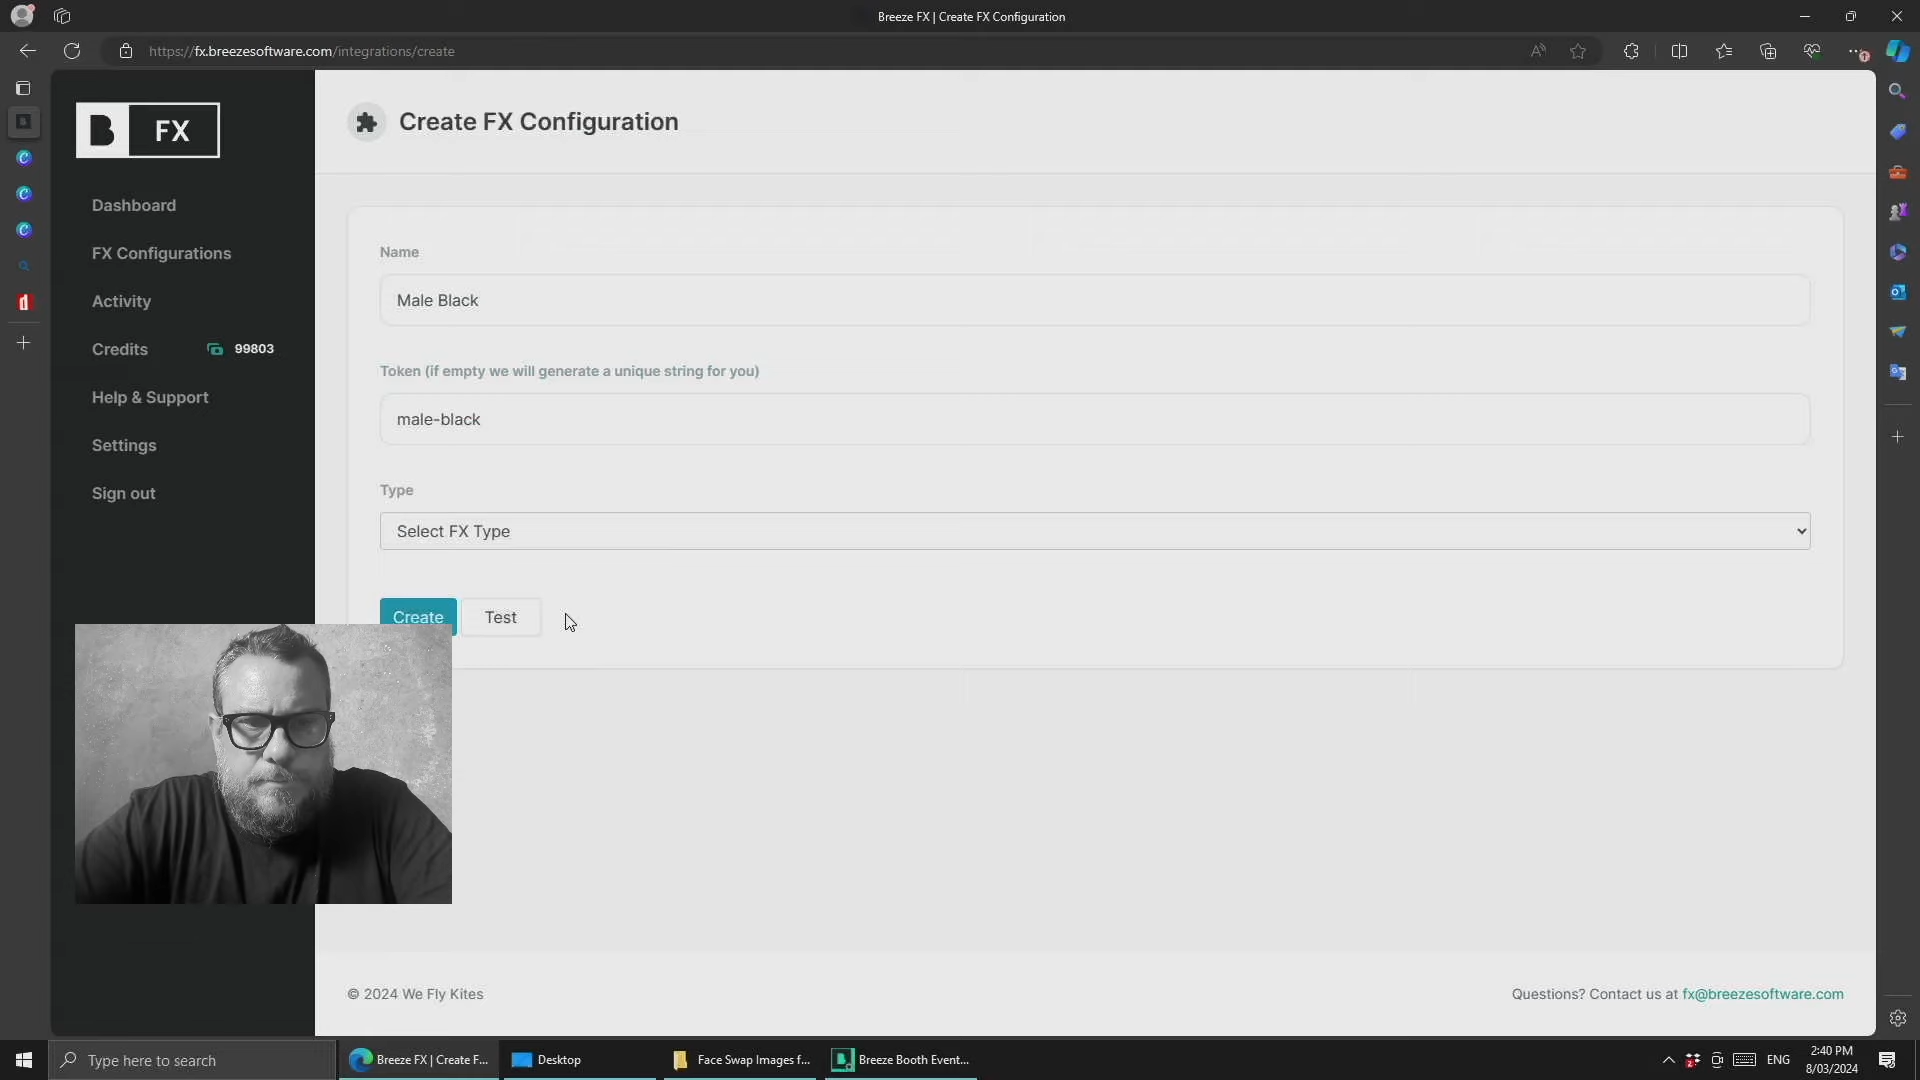 Breeze FX | Create FX Configuration
https://fx.breezesoftware.com/integrations/create
B FX
Create FX Configuration
Dashboard
FX Configurations
Activity
Credits 99803
Help & Support
Settings
Sign out
Name
Male Black
Token (if empty we will generate a unique string for you)
male-black
Type
Select FX Type
Create Test
© 2024 We Fly Kites
Questions? Contact us at fx@breezesoftware.com
Type here to search
Breeze FX | Create F...
Desktop
Face Swap Images f...
Breeze Booth Event...
ENG
2:40 PM
8/03/2024